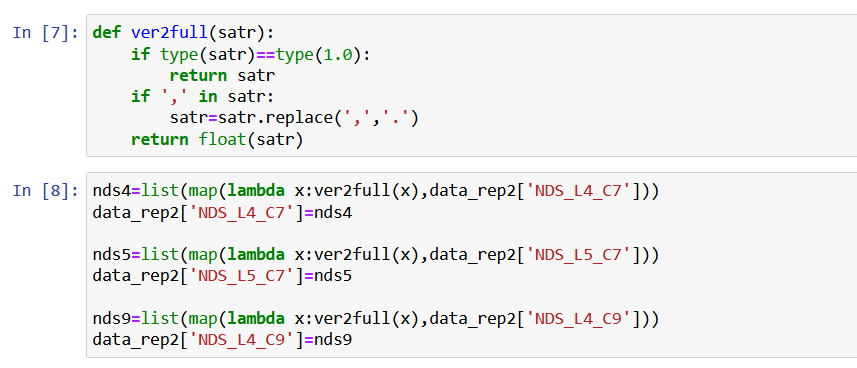 In [7]: def ver2full(satr):
    if type(satr)==type(1.0):
        return satr
    if ',' in satr:
        satr=satr.replace(',','.')
    return float(satr)
In [8]: nds4=list(map(lambda x:ver2full(x),data_rep2['NDS_L4_C7']))
data_rep2['NDS_L4_C7']=nds4
nds5=list(map(lambda x:ver2full(x),data_rep2['NDS_L5_C7']))
data_rep2['NDS_L5_C7']=nds5
nds9=list(map(lambda x:ver2full(x),data_rep2['NDS_L4_C9']))
data_rep2['NDS_L4_C9']=nds9